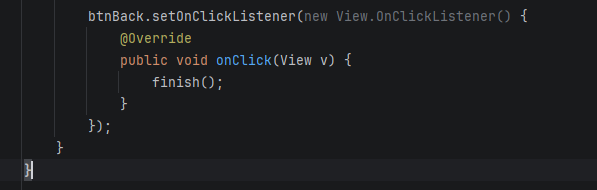 btnBack.setOnClickListener(new View.OnClickListener() {
@Override
public void onClick(View v) {
finish();
}
});
}
}